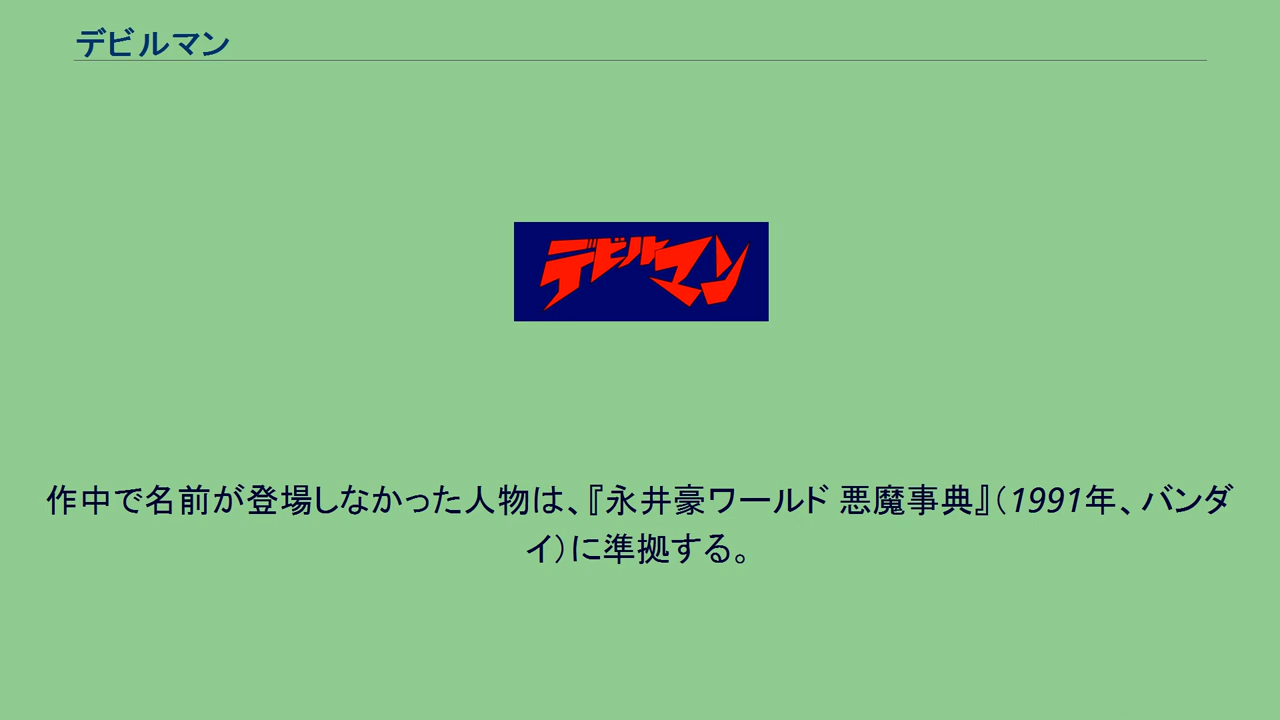 デビルマン
デビルマン
作中で名前が登場しなかった人物は、『永井豪ワールド 悪魔事典』（1991年、バンダ
イ）に準拠する。